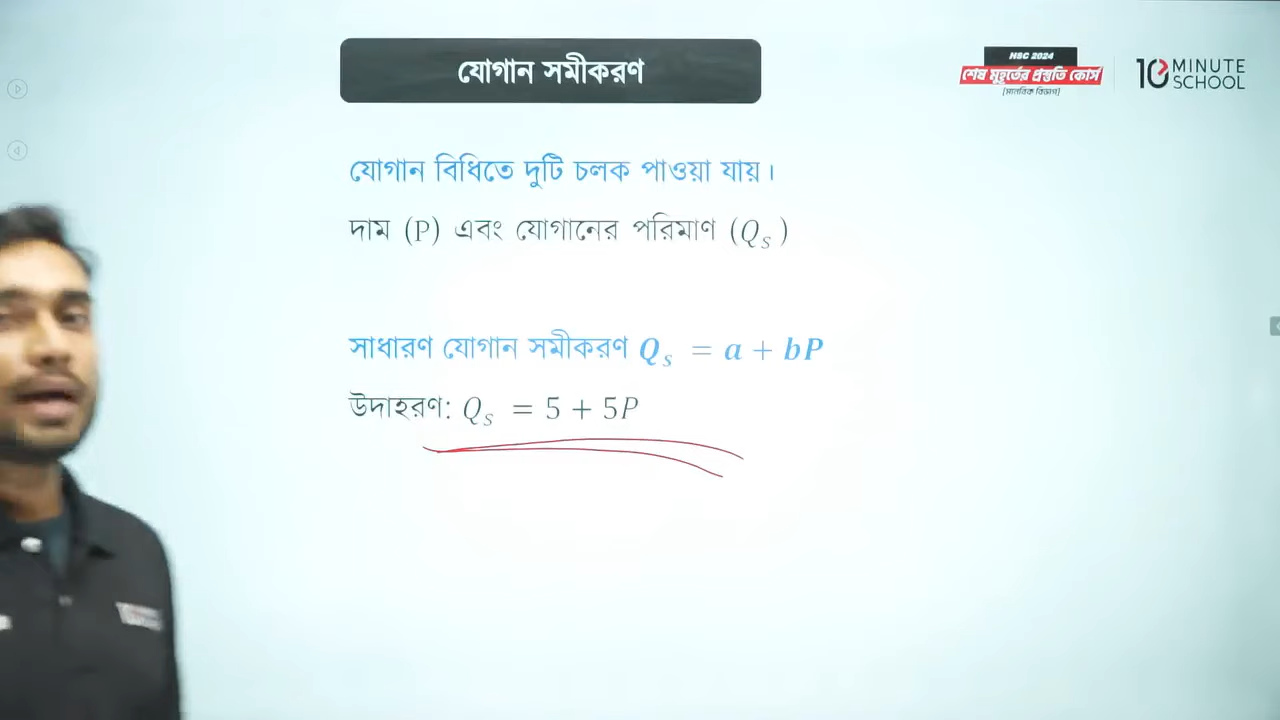 যোগান সমীকরণ
HSC 2024
শেষ মুহূর্তের প্রস্তুতি কোর্স
[মানবিক বিভাগ]
10 MINUTE SCHOOL
যোগান বিধিতে দুটি চলক পাওয়া যায়।
দাম (P) এবং যোগানের পরিমাণ (Qₛ)
সাধারণ যোগান সমীকরণ Qₛ = a + bP
উদাহরণ: Qₛ = 5 + 5P